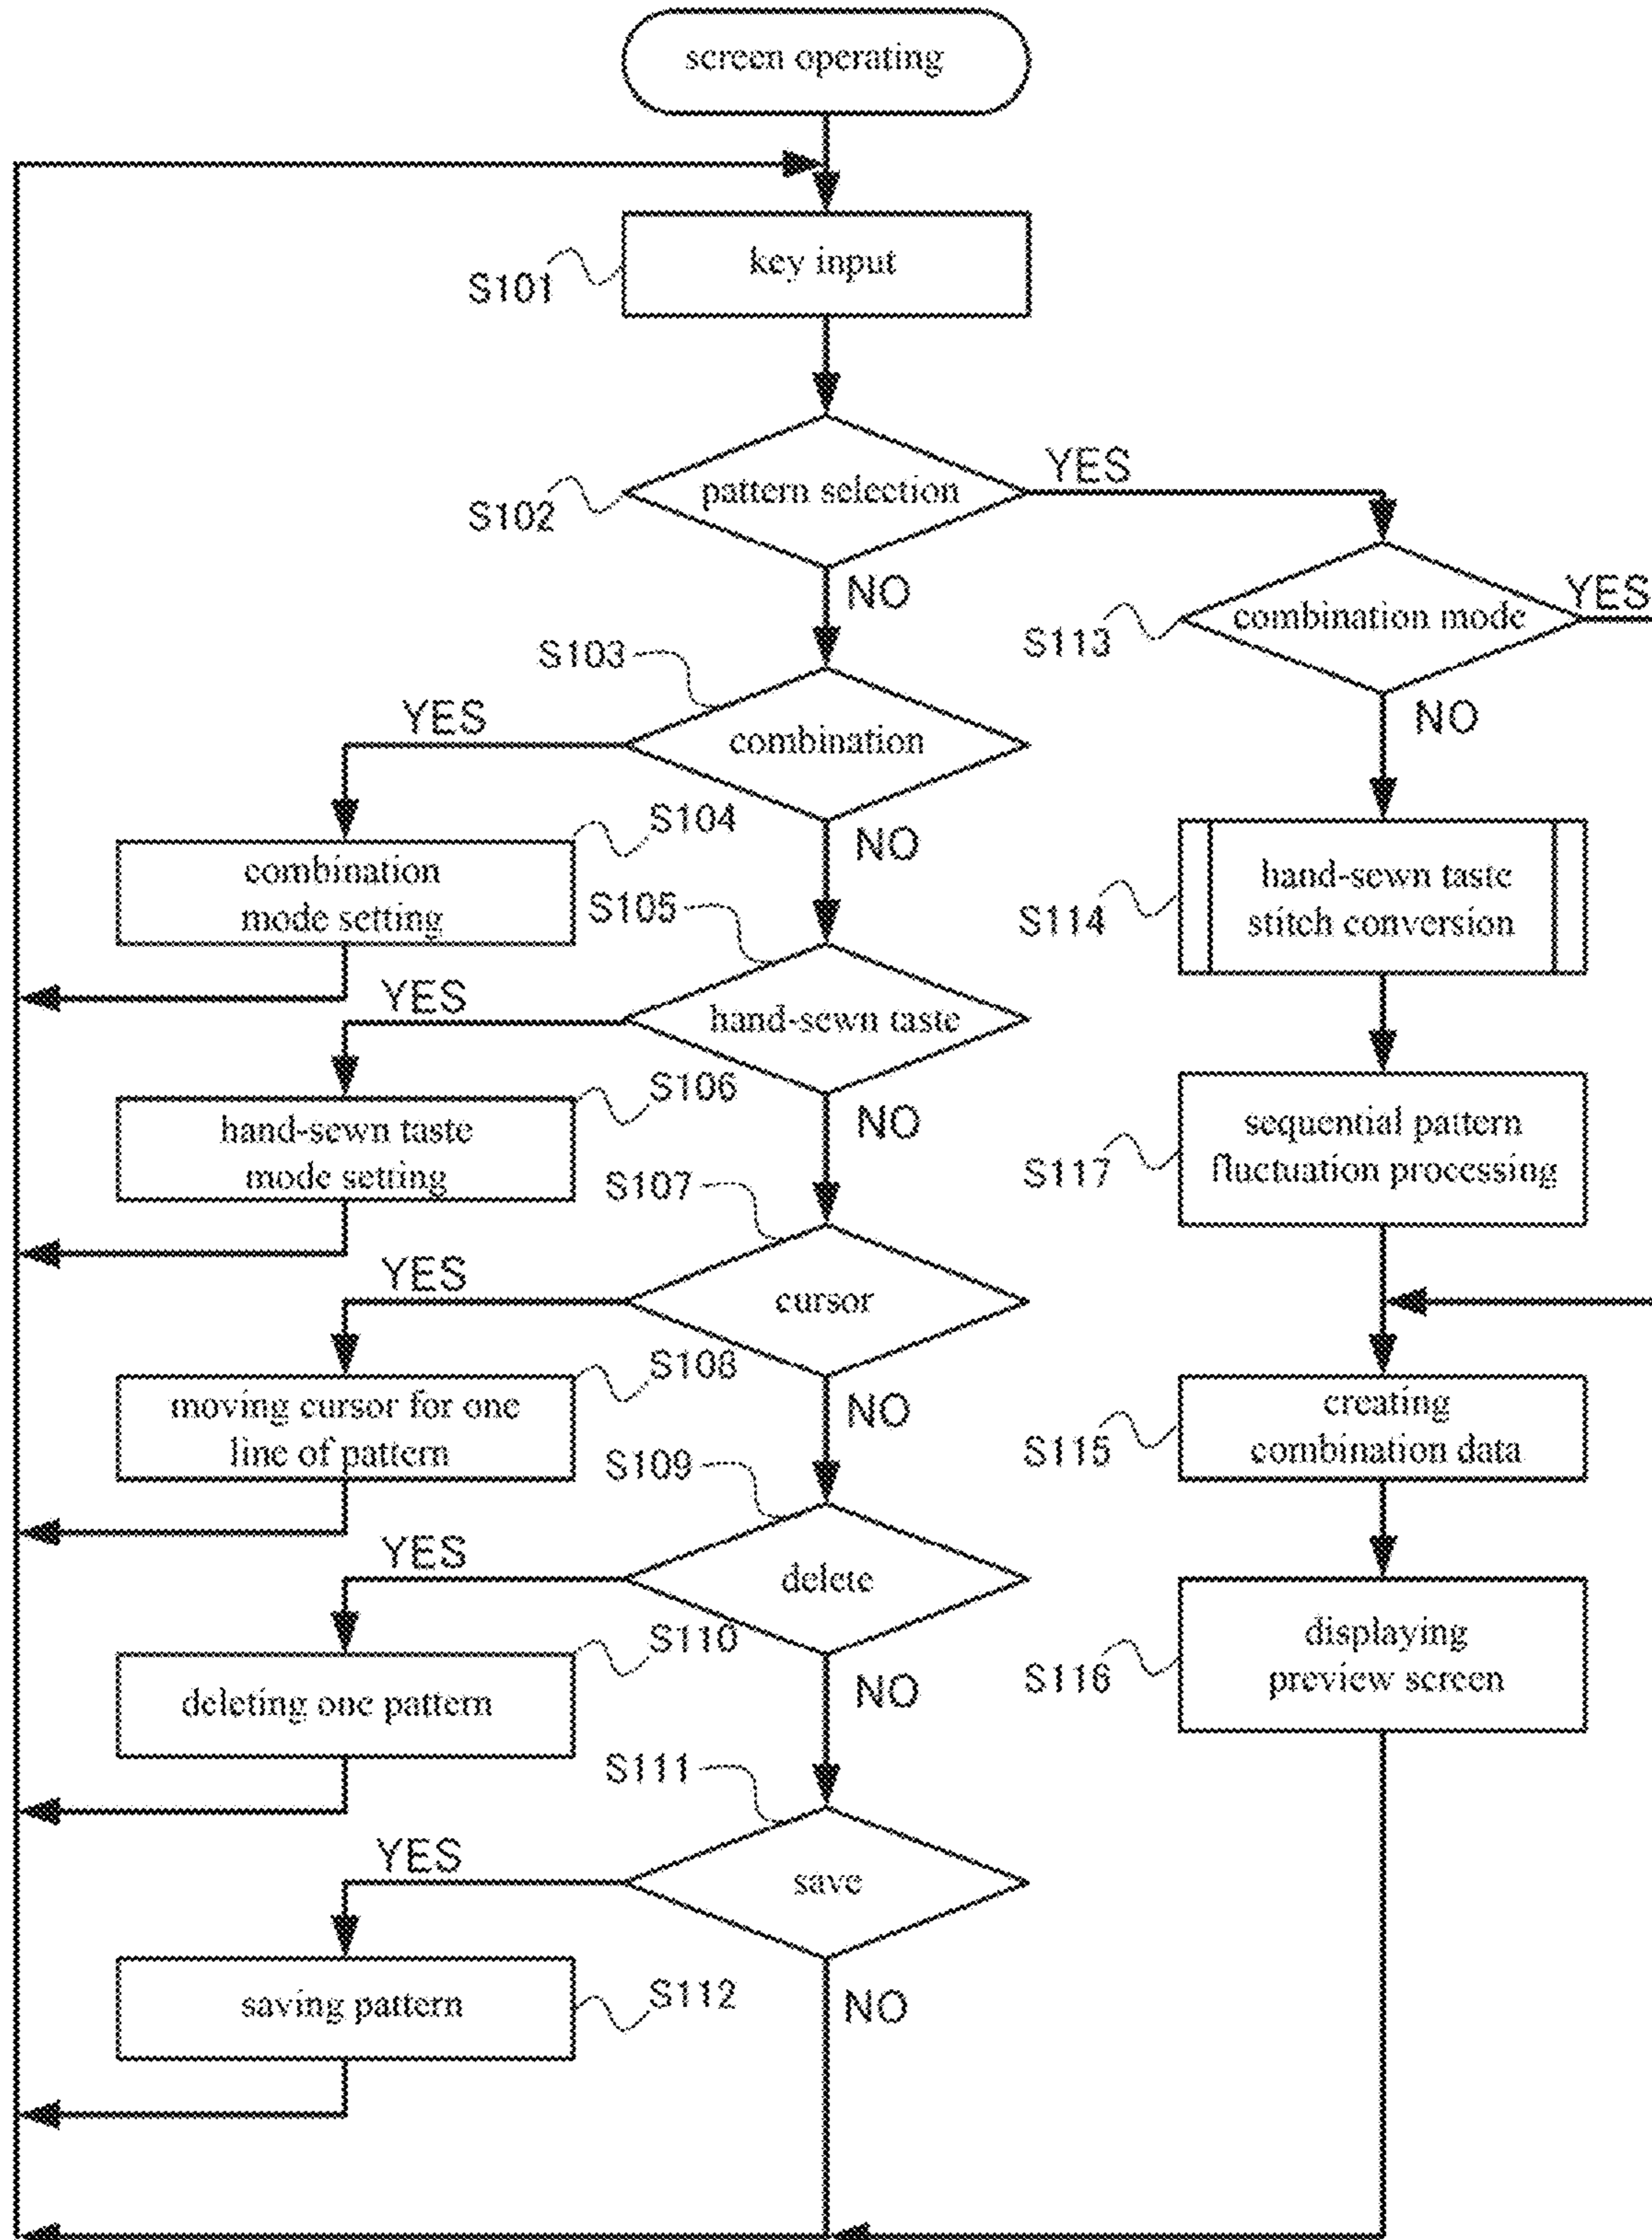 screen operating
key input
S101
pattern selection
YES
S102
NO
combination mode
YES
S113
NO
S103
combination
YES
NO
S104
combination
mode setting
hand-sewn taste
stitch conversion
S114
S105
hand-sewn taste
YES
NO
S106
hand-sewn taste
mode setting
sequential pattern
fluctuation processing
S117
S107
cursor
YES
NO
S108
moving cursor for one
line of pattern
creating
combination data
S115
S109
delete
YES
NO
S110
deleting one pattern
displaying
preview screen
S116
S111
save
YES
NO
saving pattern
S112